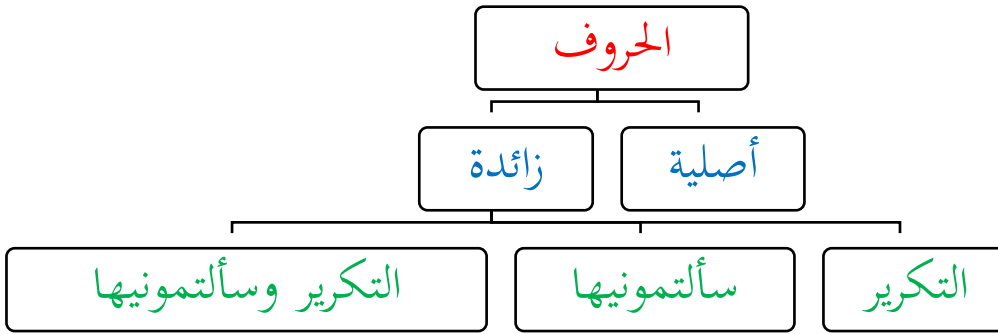 الحروف
أصلية
زائدة
التكرير
سألتمونيها
التكرير وسألتمونيها